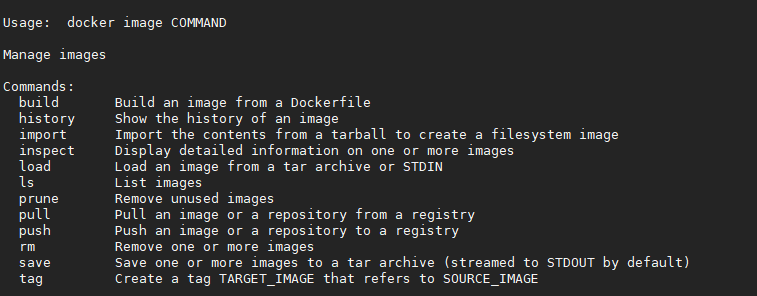 Usage:  docker image COMMAND

Manage images

Commands:
  build       Build an image from a Dockerfile
  history     Show the history of an image
  import      Import the contents from a tarball to create a filesystem image
  inspect     Display detailed information on one or more images
  load        Load an image from a tar archive or STDIN
  ls          List images
  prune       Remove unused images
  pull        Pull an image or a repository from a registry
  push        Push an image or a repository to a registry
  rm          Remove one or more images
  save        Save one or more images to a tar archive (streamed to STDOUT by default)
  tag         Create a tag TARGET_IMAGE that refers to SOURCE_IMAGE